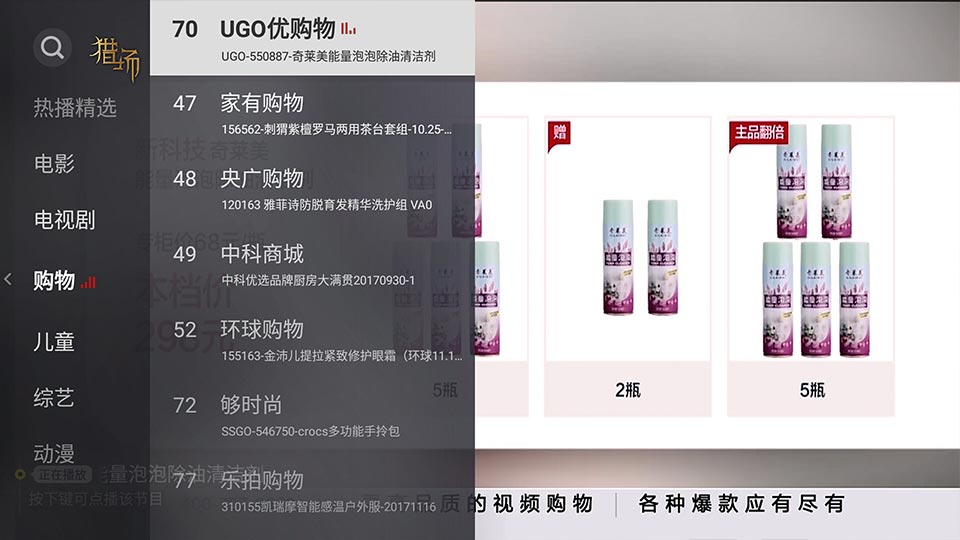 猎场
热播精选
电影
电视剧
购物
儿童
综艺
动漫
70 UGO优购物
UGO-550887-奇莱美能量泡泡除油清洁剂
47 家有购物
156562-刺猬紫檀罗马两用茶台套组-10.25-…
48 央广购物
120163 雅菲诗防脱育发精华洗护组 VA0
49 中科商城
中科优选品牌厨房大满贯20170930-1
52 环球购物
155163-金沛儿提拉紧致修护眼霜（环球11.1…
72 够时尚
SSGO-546750-crocs多功能手拎包
77 乐拍购物
310155凯瑞摩智能感温户外服-20171116
新科技奇莱美
专柜价68元/瓶
本档价
296元
正在播放
能量泡泡除油清洁剂
按下键可点播该节目
5瓶
赠
2瓶
主品翻倍
5瓶
高品质的视频购物 | 各种爆款应有尽有